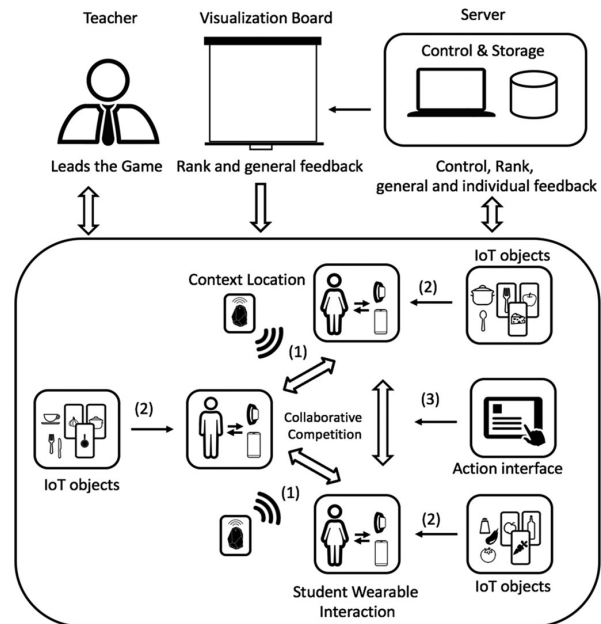 Teacher
Visualization Board
Server
Control & Storage
Leads the Game
Rank and general feedback
Control, Rank,
general and individual feedback
IoT objects
Context Location
(2)
(1)
(2)
(3)
Collaborative
Competition
IoT objects
Action interface
(1)
(2)
Student Wearable
Interaction
IoT objects